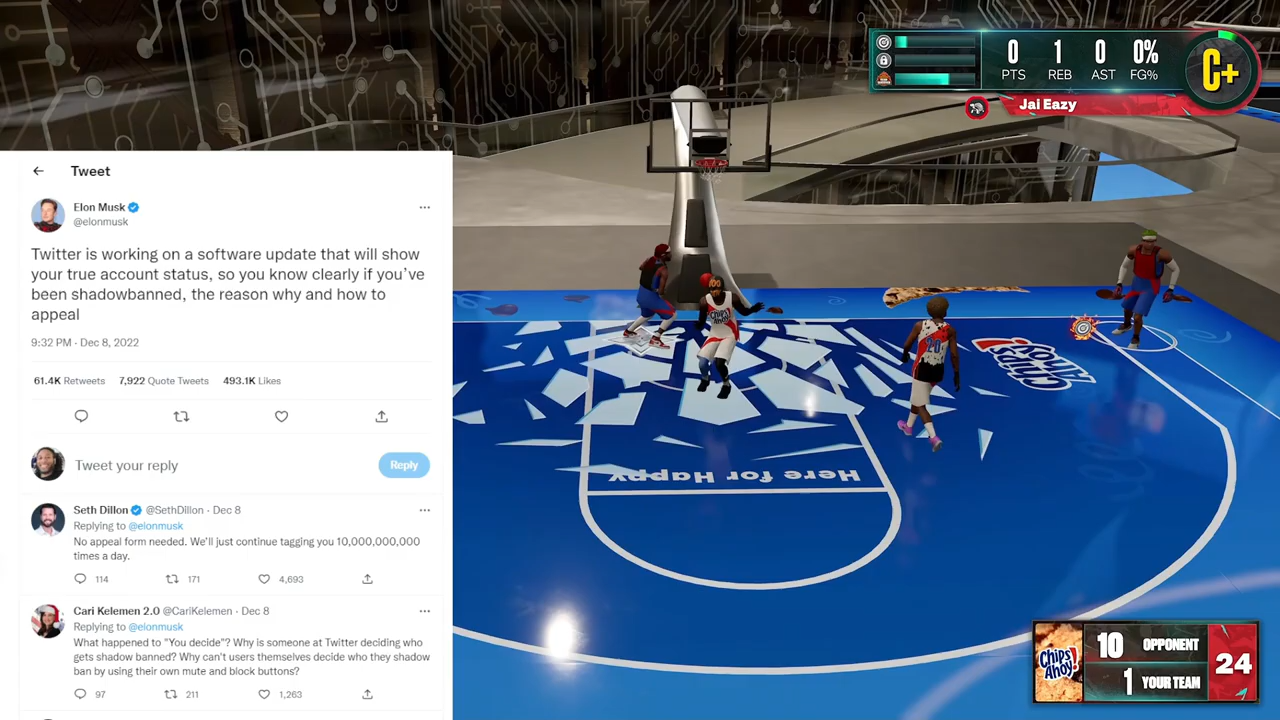 Tweet
Elon Musk
@elonmusk
Twitter is working on a software update that will show
your true account status, so you know clearly if you've
been shadowbanned, the reason why and how to
appeal
9:32 PM · Dec 8, 2022
61.4K Retweets 7,922 Quote Tweets 493.1K Likes
Tweet your reply
Reply
Seth Dillon @SethDillon · Dec 8
Replying to @elonmusk
No appeal form needed. We'll just continue tagging you 10,000,000,000
times a day.
114 171 4,693
Cari Kelemen 2.0 @CariKelemen · Dec 8
Replying to @elonmusk
What happened to "You decide"? Why is someone at Twitter deciding who
gets shadow banned? Why can't users themselves decide who they shadow
ban by using their own mute and block buttons?
97 211 1,263
0 1 0 0%
PTS REB AST FG%
C+
Jai Eazy
CHIPS AHOY!
CHIPS AHOY!
20
Here for Happy
Chips Ahoy!
10 OPPONENT
1 YOUR TEAM
24